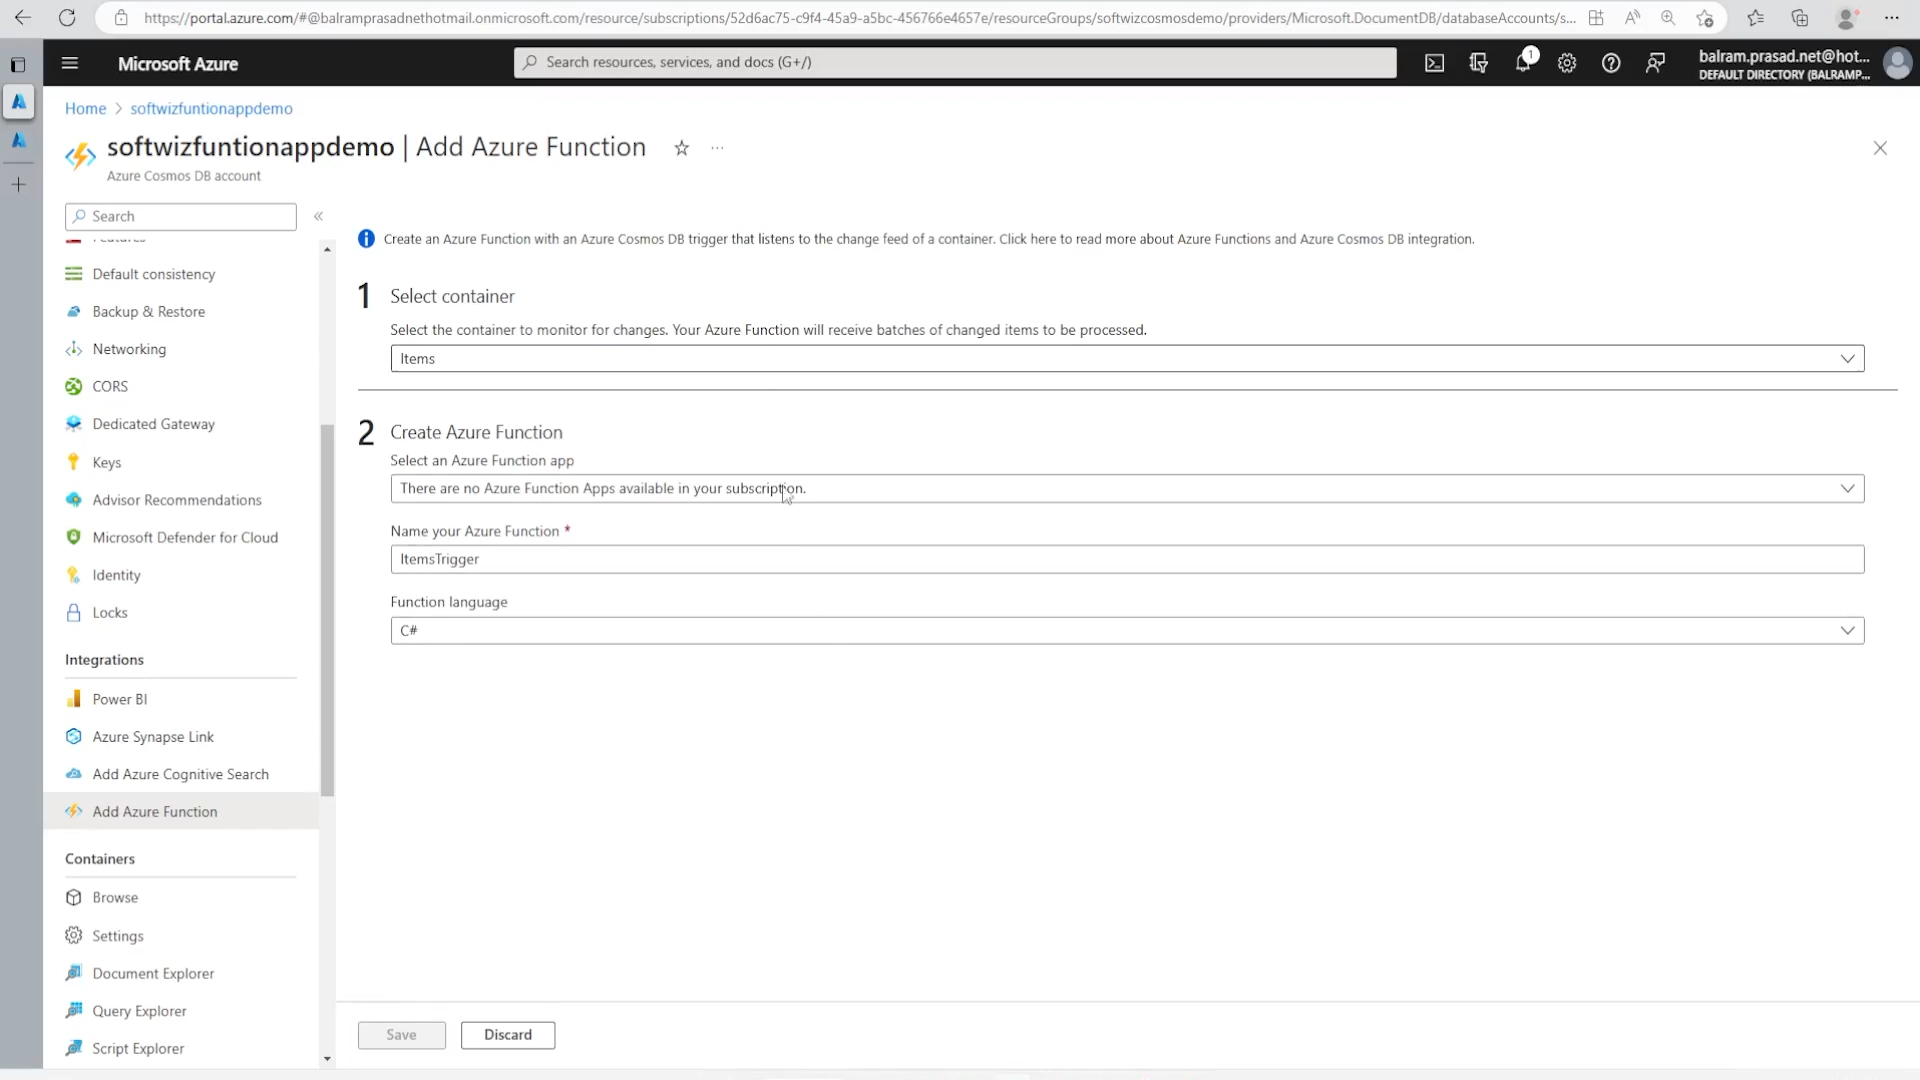 https://portal.azure.com/#@balramprasadnethotmail.onmicrosoft.com/resource/subscriptions/52d6ac75-c9f4-45a9-a5bc-456766e4657e/resourceGroups/softwizcosmosdemo/providers/Microsoft.DocumentDB/databaseAccounts/s...
Microsoft Azure
Search resources, services, and docs (G+/)
1
balram.prasad.net@hot...
DEFAULT DIRECTORY (BALRAMP...
Home > softwizfuntionappdemo
softwizfuntionappdemo | Add Azure Function
Azure Cosmos DB account
Search
Features
Default consistency
Backup & Restore
Networking
CORS
Dedicated Gateway
Keys
Advisor Recommendations
Microsoft Defender for Cloud
Identity
Locks
Integrations
Power BI
Azure Synapse Link
Add Azure Cognitive Search
Add Azure Function
Containers
Browse
Settings
Document Explorer
Query Explorer
Script Explorer
Create an Azure Function with an Azure Cosmos DB trigger that listens to the change feed of a container. Click here to read more about Azure Functions and Azure Cosmos DB integration.
1 Select container
Select the container to monitor for changes. Your Azure Function will receive batches of changed items to be processed.
Items
2 Create Azure Function
Select an Azure Function app
There are no Azure Function Apps available in your subscription.
Name your Azure Function *
ItemsTrigger
Function language
C#
Save
Discard